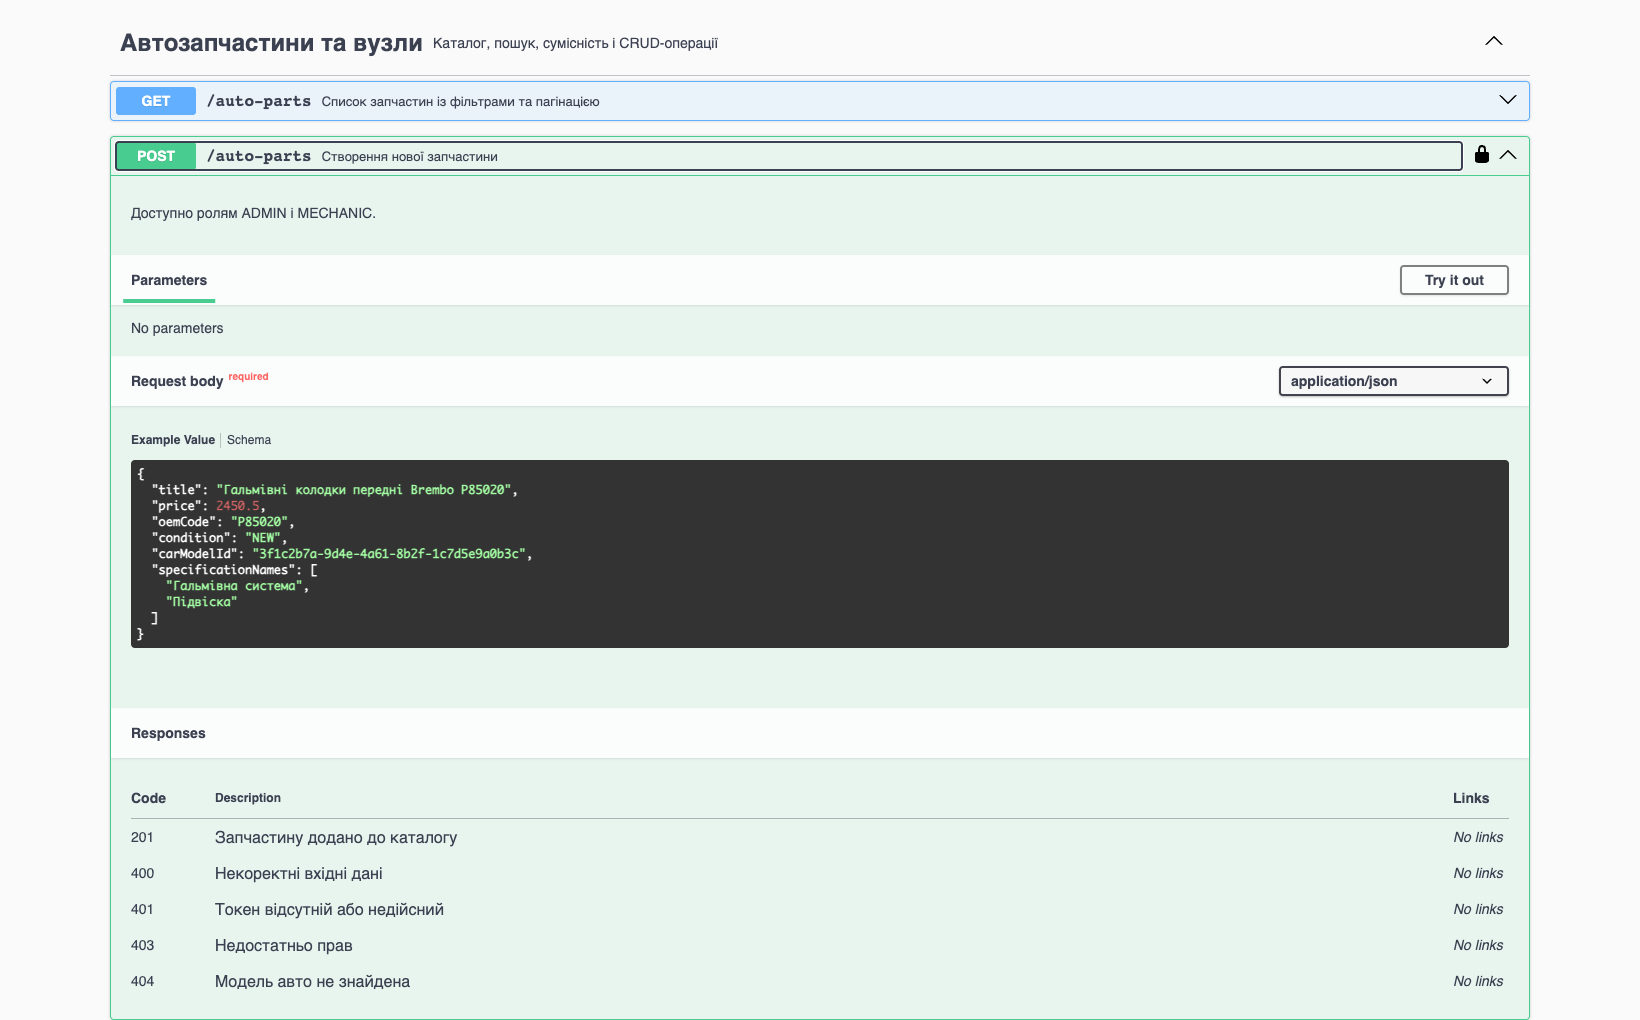 Автозапчастини та вузли Каталог, пошук, сумісність і CRUD-операції
GET /auto-parts Список запчастин із фільтрами та пагінацією
POST /auto-parts Створення нової запчастини
Доступно ролям ADMIN і MECHANIC.
Parameters Try it out
No parameters
Request body required application/json
Example Value Schema
{
"title": "Гальмівні колодки передні Brembo P85020",
"price": 2450.5,
"oemCode": "P85020",
"condition": "NEW",
"carModelId": "3f1c2b7a-9d4e-4a61-8b2f-1c7d5e9a0b3c",
"specificationNames": [
"Гальмівна система",
"Підвіска"
]
}
Responses
Code Description Links
201 Запчастину додано до каталогу No links
400 Некоректні вхідні дані No links
401 Токен відсутній або недійсний No links
403 Недостатньо прав No links
404 Модель авто не знайдена No links